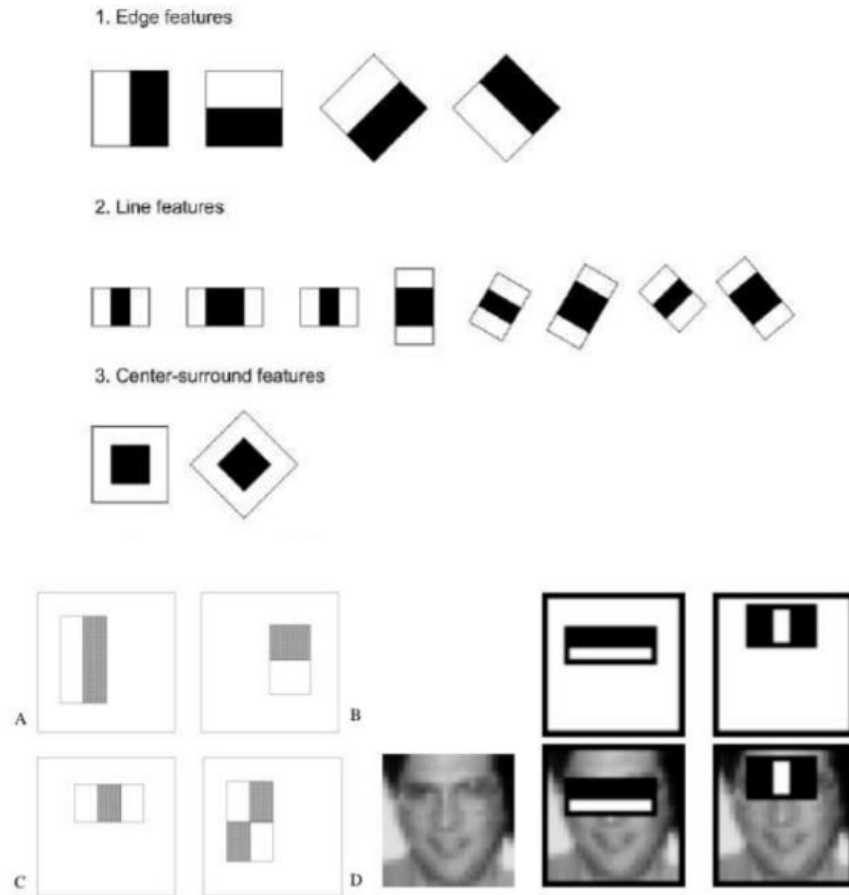 1. Edge features
2. Line features
3. Center-surround features
A
B
C
D